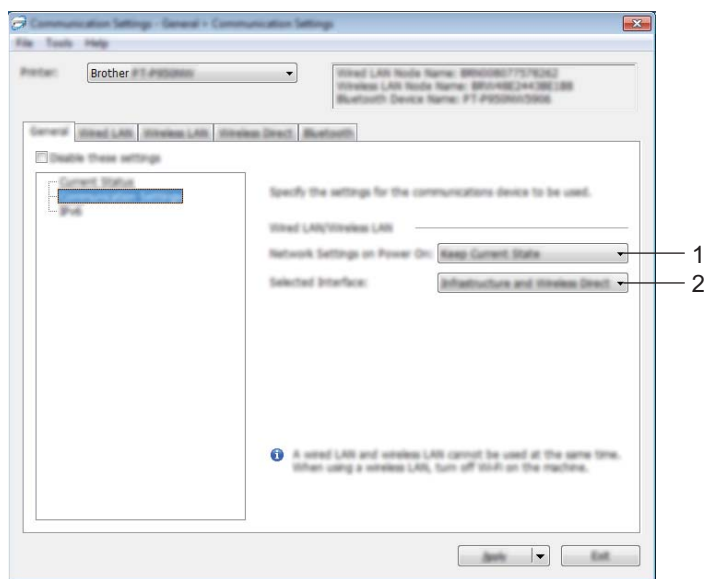 Communication Settings - General > Communication Settings
File Tools Help
Printer: Brother PT-P950NW
Wired LAN Node Name:
Wireless LAN Node Name:
Bluetooth Device Name:
General Wired LAN Wireless LAN Wireless Direct Bluetooth
Disable these settings
Current Status
Communication Settings
IPv6
Specify the settings for the communications device to be used.
Wired LAN/Wireless LAN
Network Settings on Power On: Keep Current State 1
Selected Interface: Infrastructure and Wireless Direct 2
A wired LAN and wireless LAN cannot be used at the same time.
When using a wireless LAN, turn off Wi-Fi on the machine.
Apply Exit